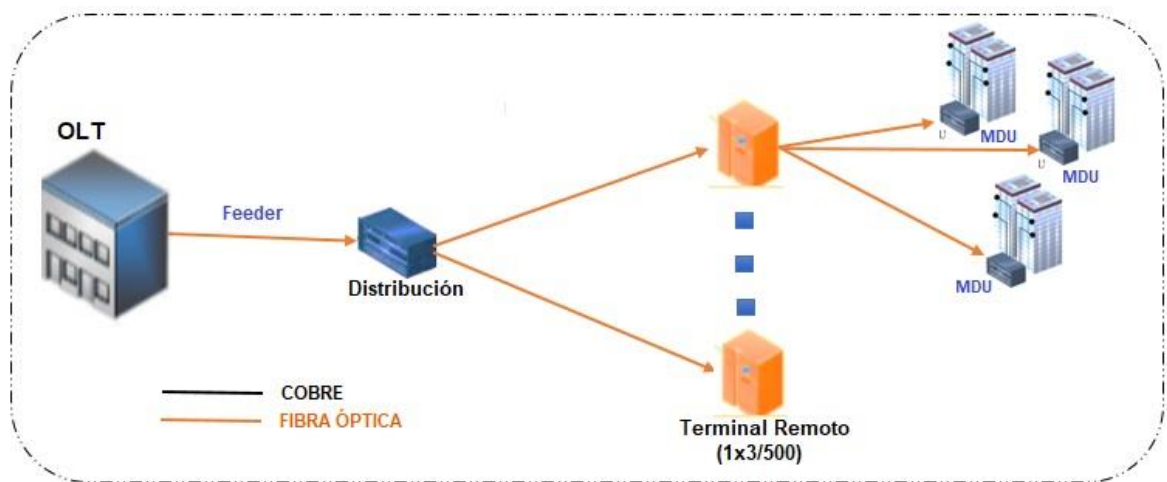 OLT
Feeder
Distribución
U
MDU
U
MDU
MDU
COBRE
FIBRA ÓPTICA
Terminal Remoto
(1x3/500)